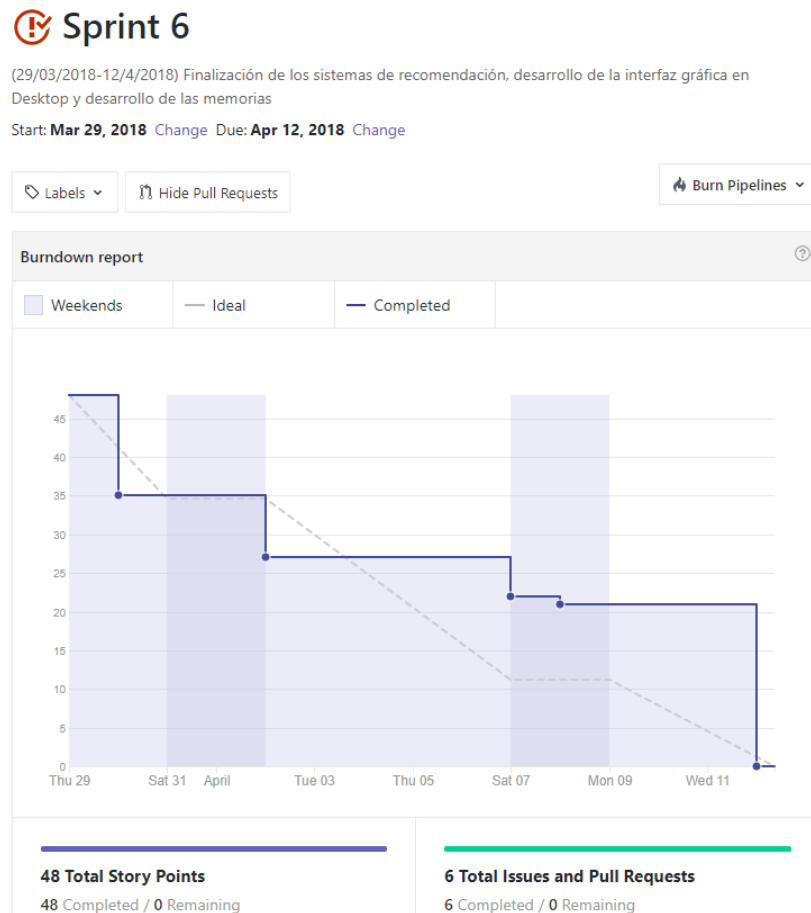 Sprint 6
(29/03/2018-12/4/2018) Finalización de los sistemas de recomendación, desarrollo de la interfaz gráfica en
Desktop y desarrollo de las memorias
Start: Mar 29, 2018 Change Due: Apr 12, 2018 Change
Labels Hide Pull Requests Burn Pipelines
Burndown report
Weekends Ideal Completed
45
40
35
30
25
20
15
10
5
0
Thu 29 Sat 31 April Tue 03 Thu 05 Sat 07 Mon 09 Wed 11
48 Total Story Points 6 Total Issues and Pull Requests
48 Completed / 0 Remaining 6 Completed / 0 Remaining